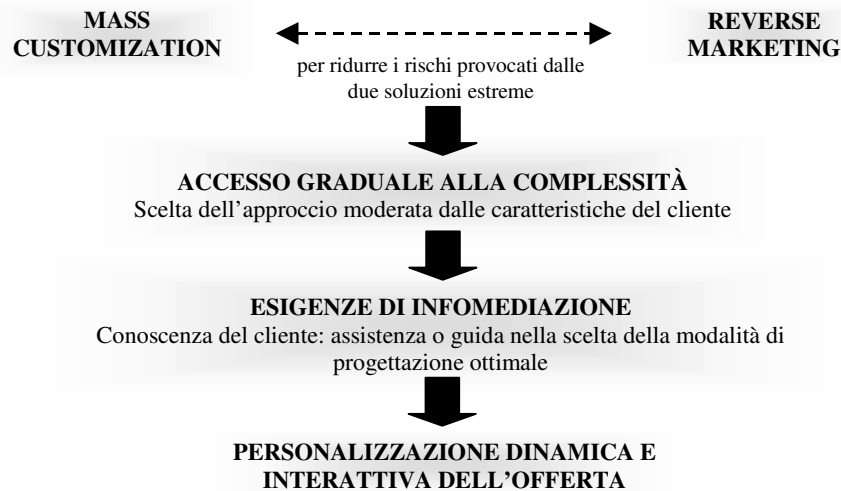 MASS
CUSTOMIZATION
REVERSE
MARKETING
per ridurre i rischi provocati dalle
due soluzioni estreme
ACCESSO GRADUALE ALLA COMPLESSITÀ
Scelta dell’approccio moderata dalle caratteristiche del cliente
ESIGENZE DI INFOMEDIAZIONE
Conoscenza del cliente: assistenza o guida nella scelta della modalità di
progettazione ottimale
PERSONALIZZAZIONE DINAMICA E
INTERATTIVA DELL’OFFERTA